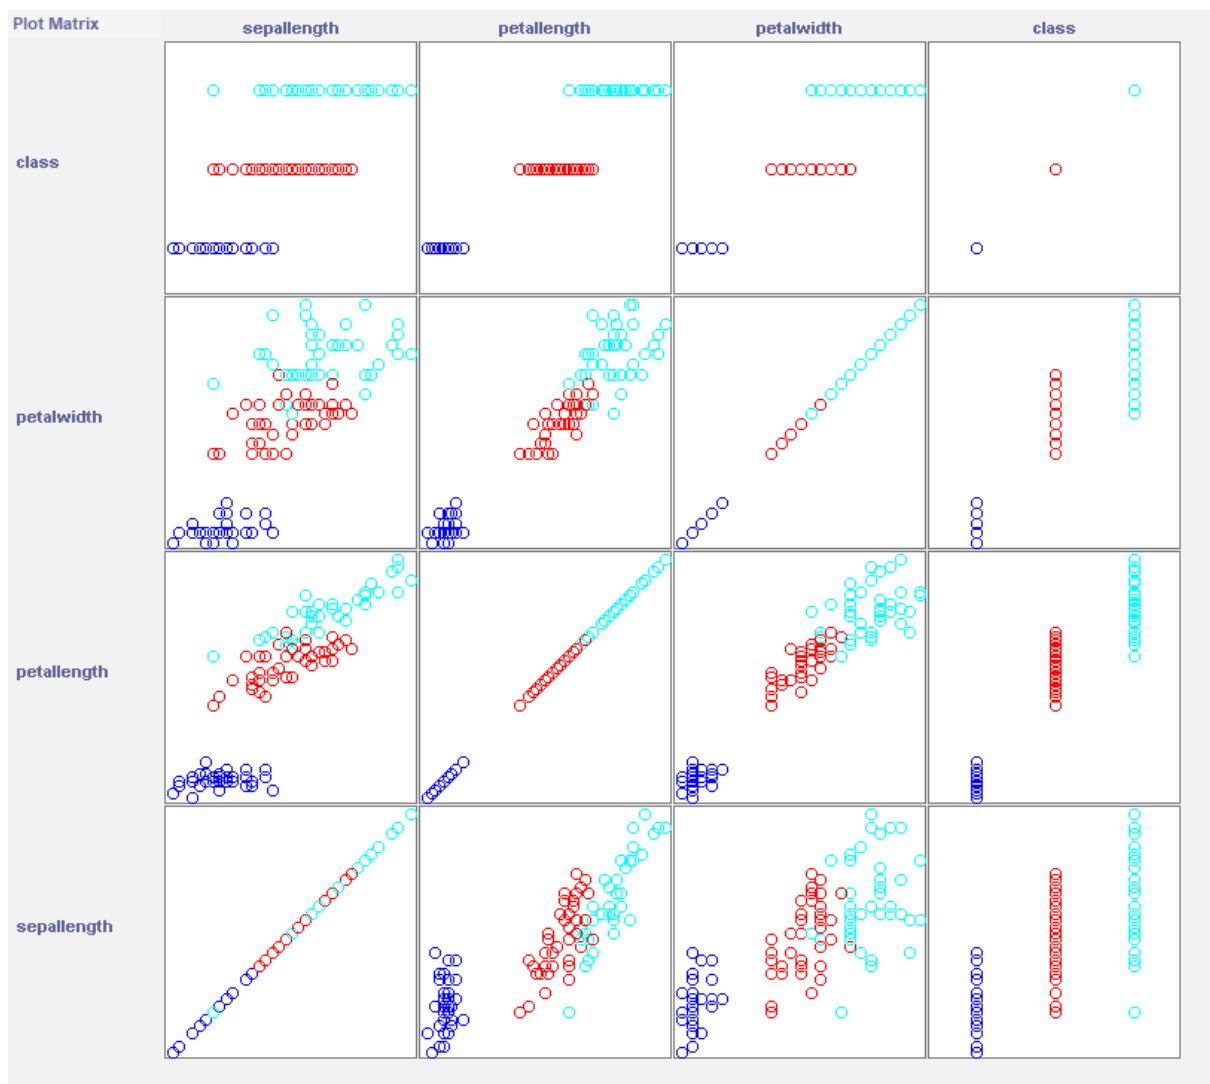 Plot Matrix
sepallength petallength petalwidth class
class
petalwidth
petallength
sepallength